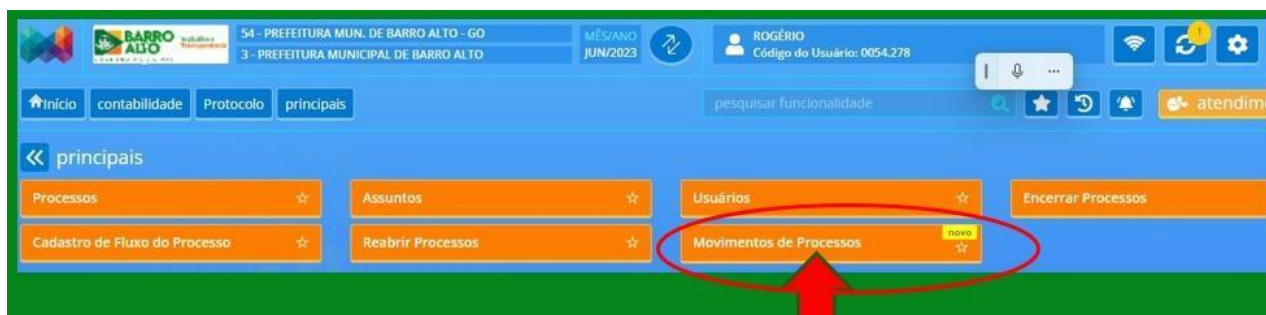 BARRO ALTO
54 - PREFEITURA MUN. DE BARRO ALTO - GO
3 - PREFEITURA MUNICIPAL DE BARRO ALTO
MÊS/ANO
JUN/2023
ROGÉRIO
Código do Usuário: 0054.278
1
Início contabilidade Protocolo principais
pesquisar funcionalidade
atendim
principais
Processos Assuntos Usuários Encerrar Processos
Cadastro de Fluxo do Processo Reabrir Processos Movimentos de Processos novo